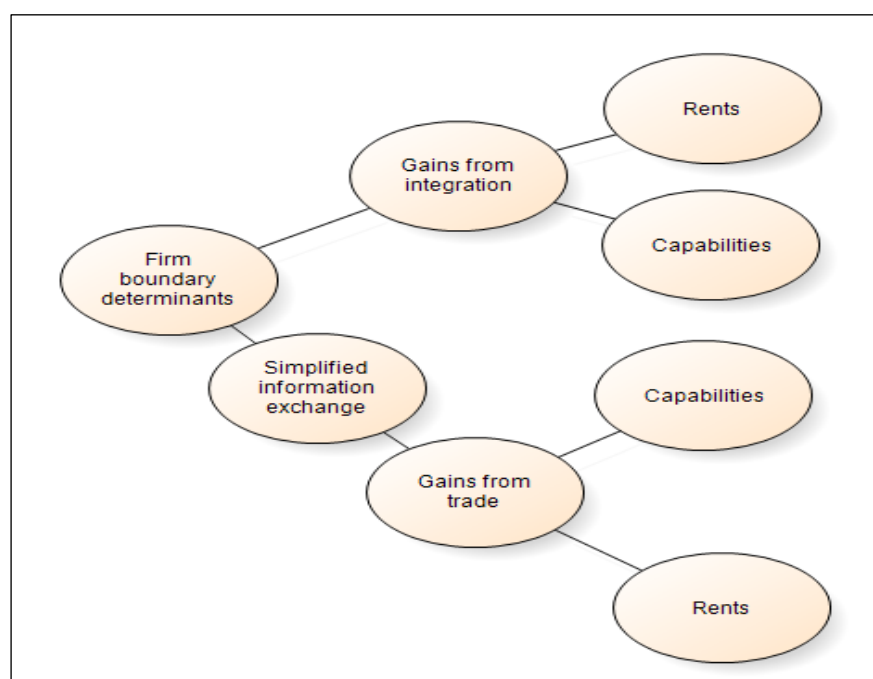 Rents
Gains from
integration
Capabilities
Firm
boundary
determinants
Simplified
information
exchange
Capabilities
Gains from
trade
Rents